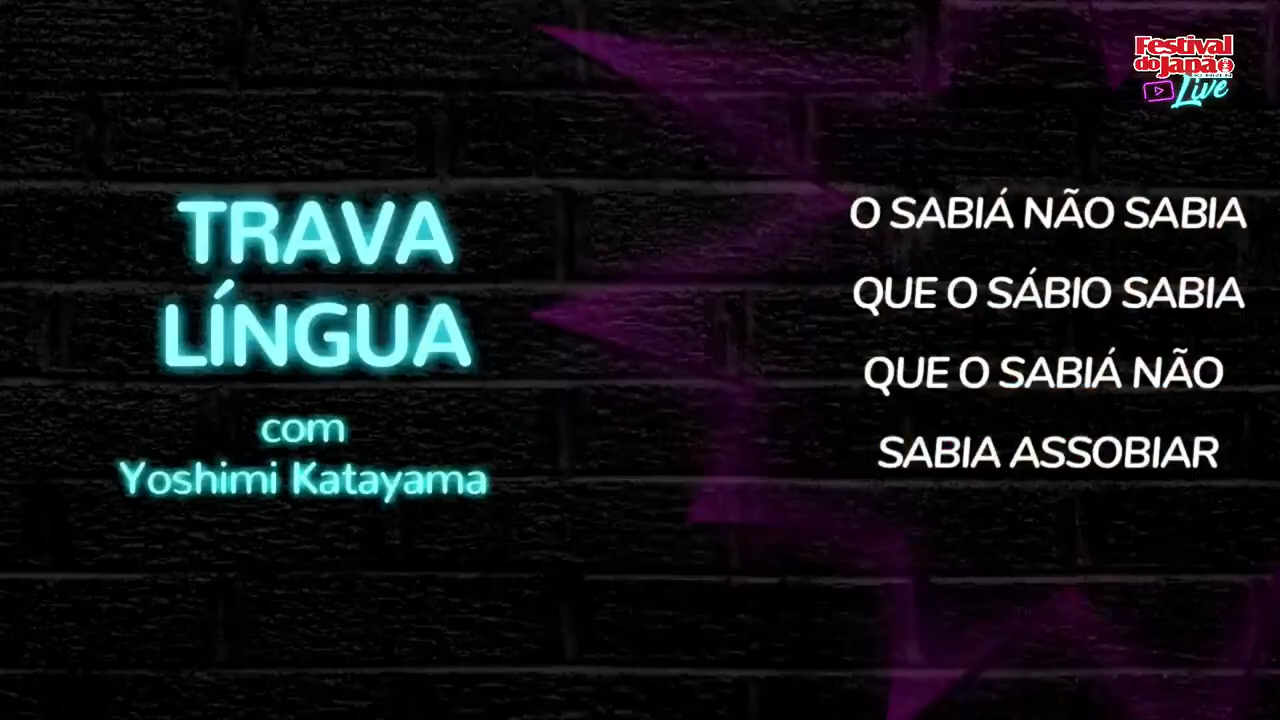 Festival
do Japão
Live
TRAVA
LÍNGUA
com
Yoshimi Katayama
O SABIÁ NÃO SABIA
QUE O SÁBIO SABIA
QUE O SABIÁ NÃO
SABIA ASSOBIAR